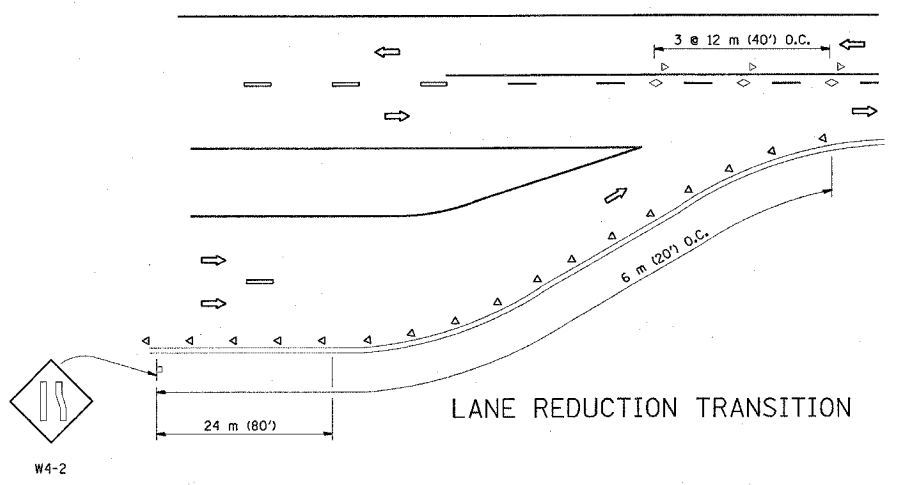 3 @ 12 m (40') O.C.
6 m (20') O.C.
LANE REDUCTION TRANSITION
24 m (80')
W4-2